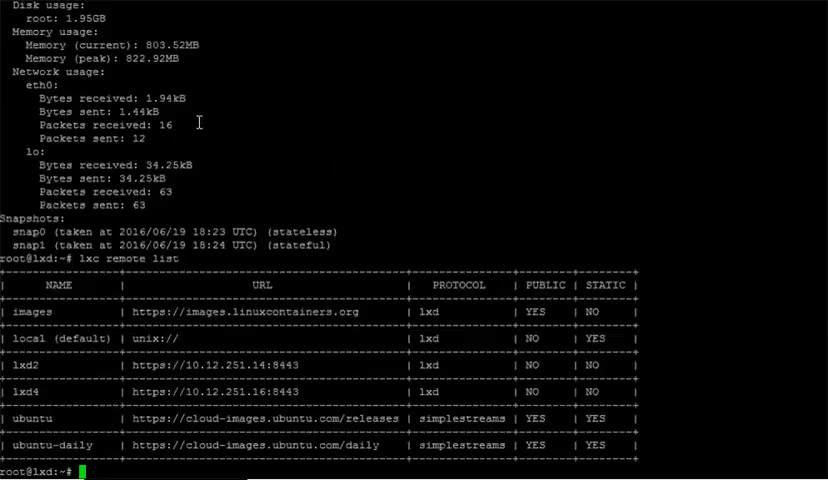 Disk usage:
root: 1.95GB
Memory usage:
Memory (current): 803.52MB
Memory (peak): 822.92MB
Network usage:
eth0:
Bytes received: 1.94kB
Bytes sent: 1.44kB
Packets received: 16
Packets sent: 12
lo:
Bytes received: 34.25kB
Bytes sent: 34.25kB
Packets received: 63
Packets sent: 63
Snapshots:
snap0 (taken at 2016/06/19 18:23 UTC) (stateless)
snap1 (taken at 2016/06/19 18:24 UTC) (stateful)
root@lxd:~# lxc remote list
| NAME | URL | PROTOCOL | PUBLIC | STATIC |
| images | https://images.linuxcontainers.org | lxd | YES | NO |
| local (default) | unix:// | lxd | NO | YES |
| lxd2 | https://10.12.251.14:8443 | lxd | NO | NO |
| lxd4 | https://10.12.251.16:8443 | lxd | NO | NO |
| ubuntu | https://cloud-images.ubuntu.com/releases | simplestreams | YES | YES |
| ubuntu-daily | https://cloud-images.ubuntu.com/daily | simplestreams | YES | YES |
root@lxd:~#